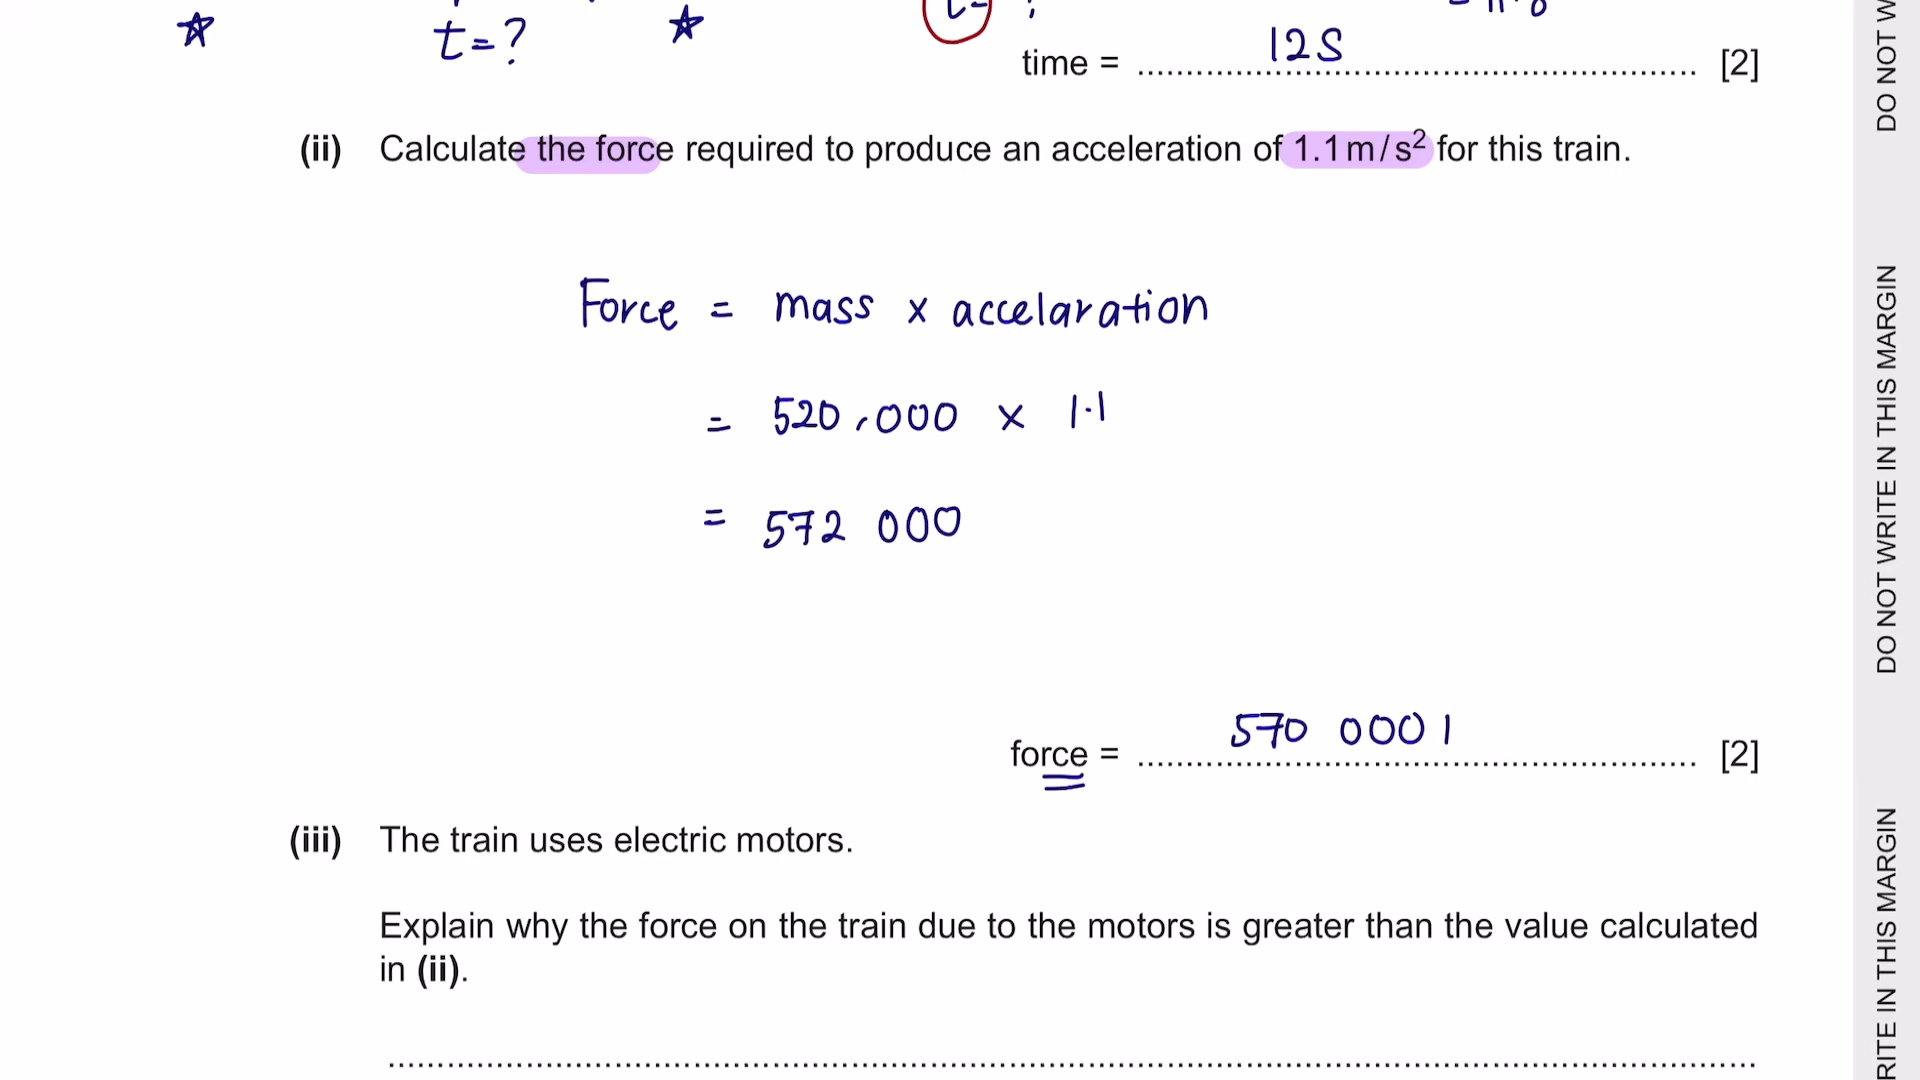 t=?
time = 12S [2]
(ii) Calculate the force required to produce an acceleration of 1.1 m/s² for this train.
Force = mass x accelaration
= 520,000 x 1.1
= 572 000
force = 570 000 1 [2]
(iii) The train uses electric motors.
Explain why the force on the train due to the motors is greater than the value calculated
in (ii).
DO NOT W
DO NOT WRITE IN THIS MARGIN
RITE IN THIS MARGIN